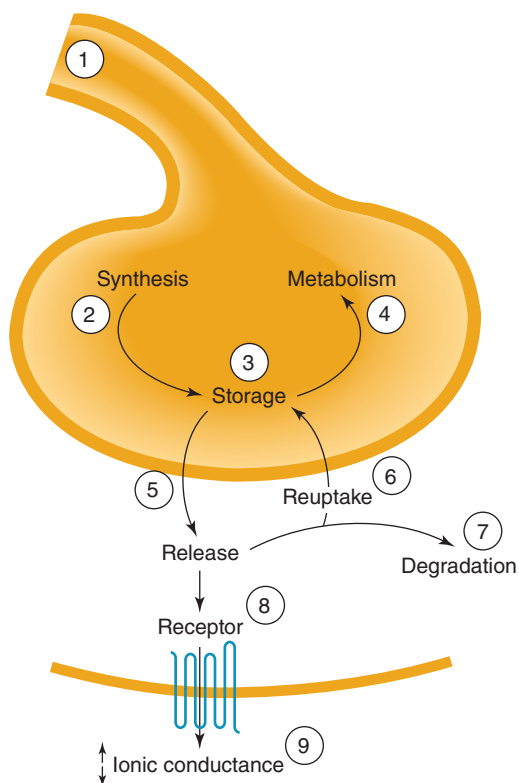 1
Synthesis
Metabolism
2
4
3
Storage
5
6
Reuptake
7
Release
Degradation
8
Receptor
9
Ionic conductance